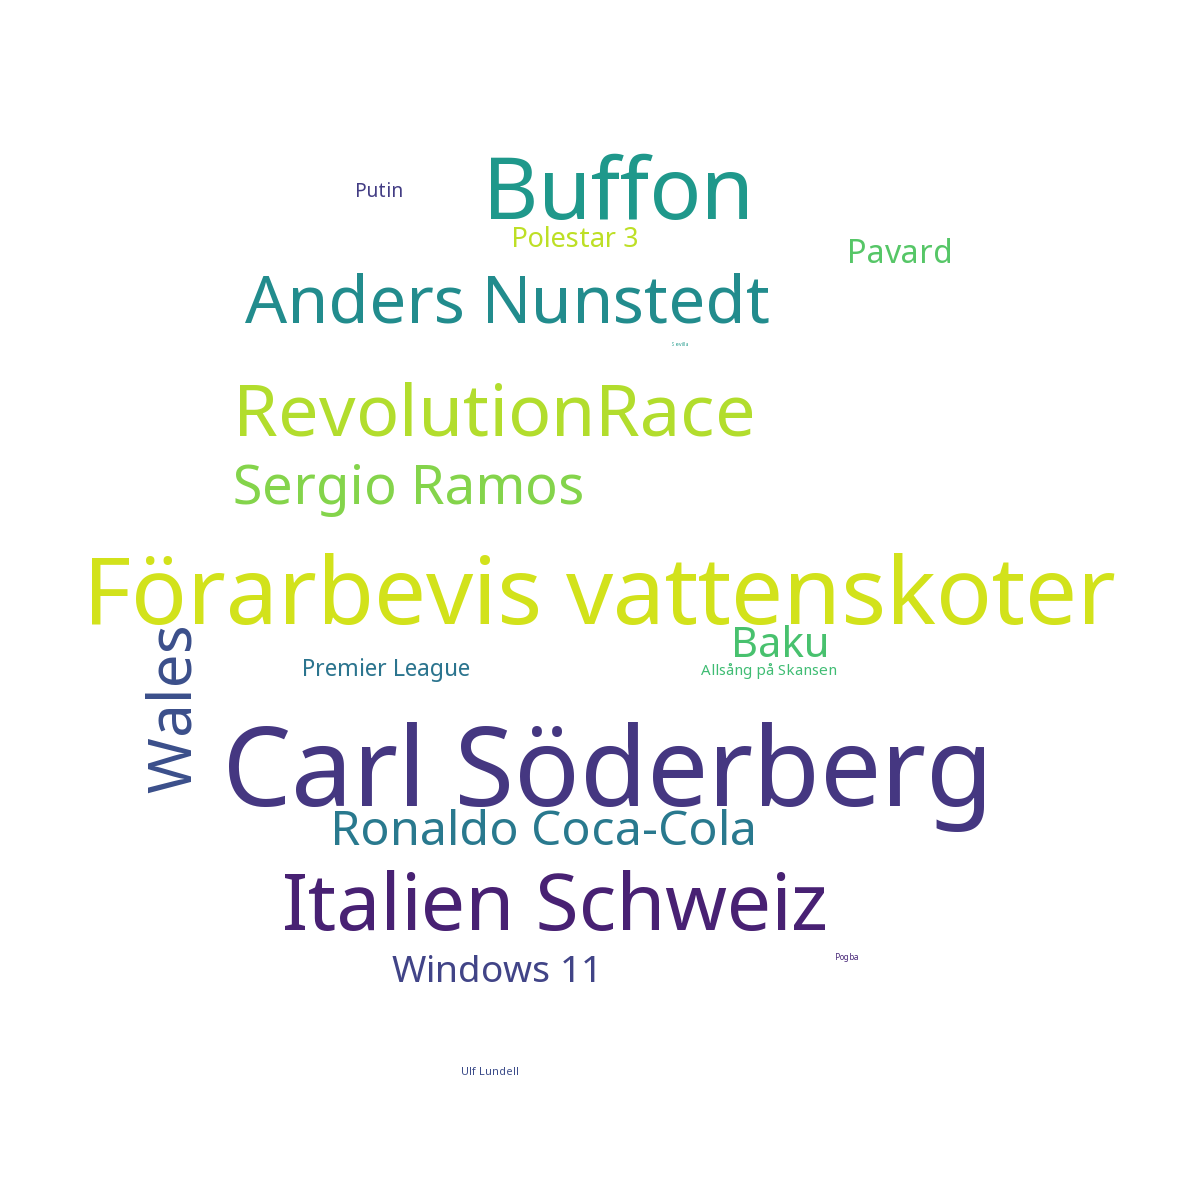 Buffon
Putin
Polestar 3
Pavard
Anders Nunstedt
Sevilla
RevolutionRace
Sergio Ramos
Förarbevis vattenskoter
Wales
Baku
Premier League
Allsång på Skansen
Carl Söderberg
Ronaldo Coca-Cola
Italien Schweiz
Windows 11
Pogba
Ulf Lundell